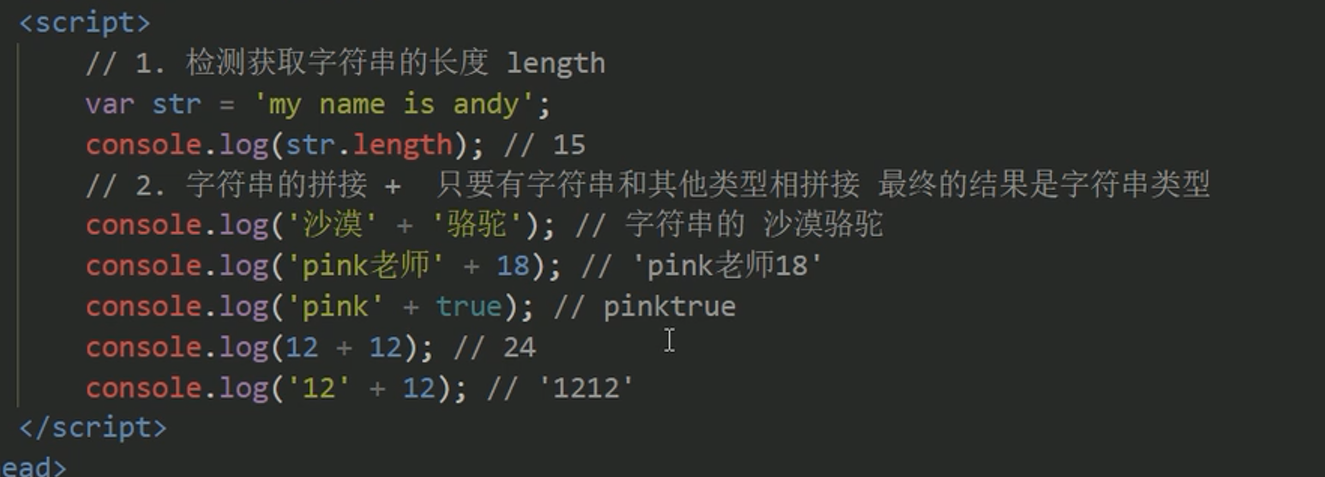 <script>
// 1. 检测获取字符串的长度 length
var str = 'my name is andy';
console.log(str.length); // 15
// 2. 字符串的拼接 +  只要有字符串和其他类型相拼接 最终的结果是字符串类型
console.log('沙漠' + '骆驼'); // 字符串的 沙漠骆驼
console.log('pink老师' + 18); // 'pink老师18'
console.log('pink' + true); // pinktrue
console.log(12 + 12); // 24
console.log('12' + 12); // '1212'
</script>
ead>